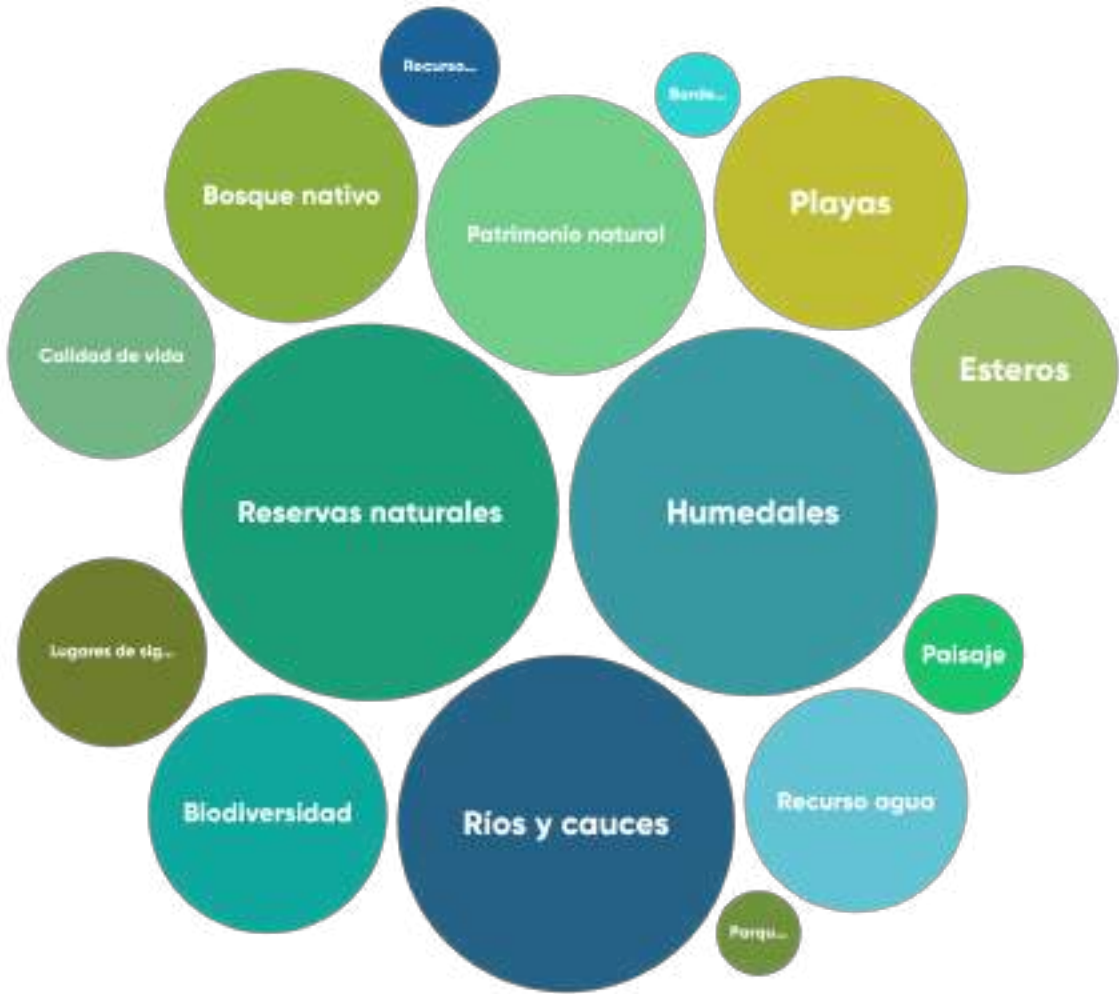 Recurso...
Borde...
Bosque nativo
Playas
Patrimonio natural
Calidad de vida
Esteros
Reservas naturales
Humedales
Lugares de sig...
Paisaje
Recurso agua
Biodiversidad
Ríos y cauces
Parqu...